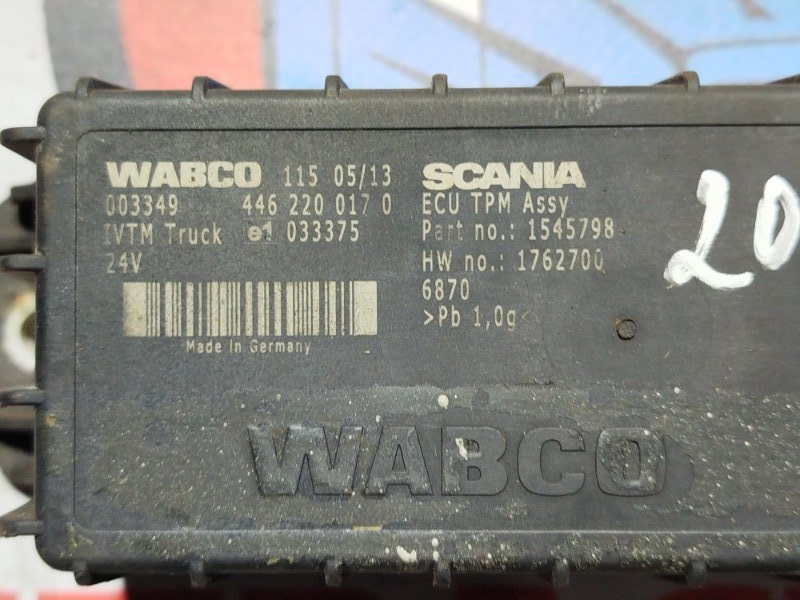 WABCO 115 05/13
003349 446 220 017 0
IVTM Truck e1 033375
24V
Made In Germany
SCANIA
ECU TPM Assy
Part no.: 1545798
HW no.: 1762700
6870
>Pb 1,0g<
20
WABCO